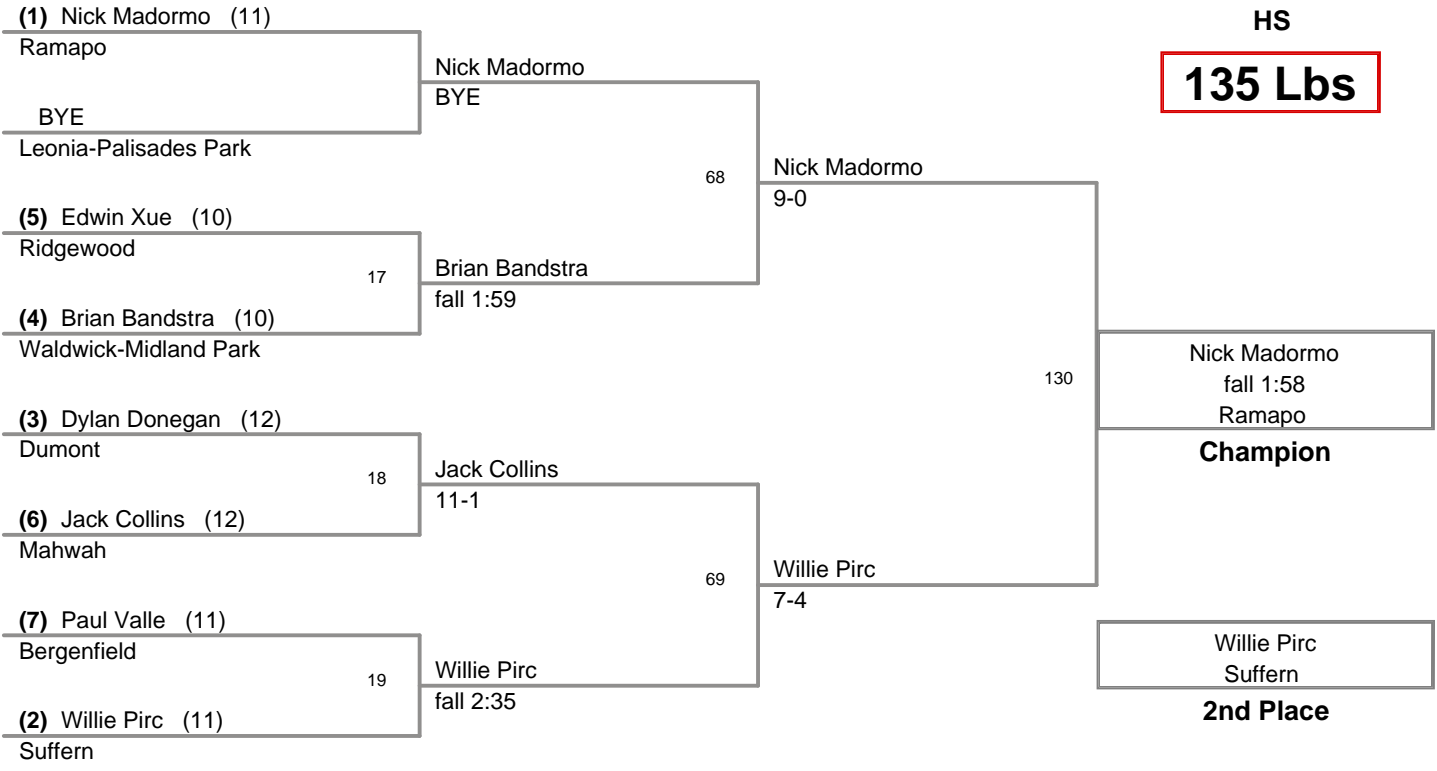 (1) Nick Madormo (11)
Ramapo
BYE
Leonia-Palisades Park
(5) Edwin Xue (10)
Ridgewood
17
(4) Brian Bandstra (10)
Waldwick-Midland Park
(3) Dylan Donegan (12)
Dumont
18
(6) Jack Collins (12)
Mahwah
(7) Paul Valle (11)
Bergenfield
19
(2) Willie Pirc (11)
Suffern
Nick Madormo
BYE
68
Brian Bandstra
fall 1:59
Jack Collins
11-1
69
Willie Pirc
fall 2:35
Nick Madormo
9-0
130
Willie Pirc
7-4
HS
135 Lbs
Nick Madormo
fall 1:58
Ramapo
Champion
Willie Pirc
Suffern
2nd Place